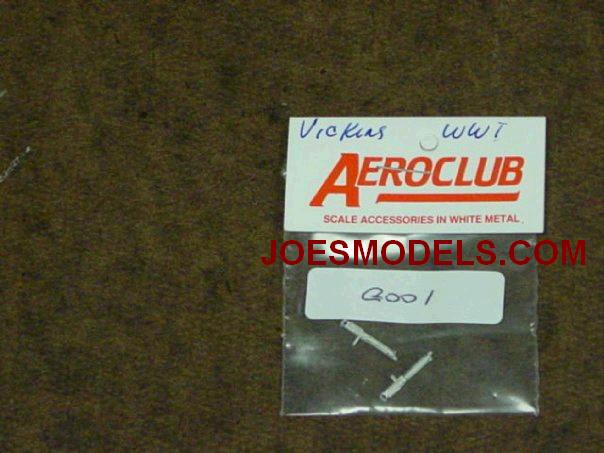 Vickers WWI
AEROCLUB
SCALE ACCESSORIES IN WHITE METAL.
JOESMODELS.COM
G001